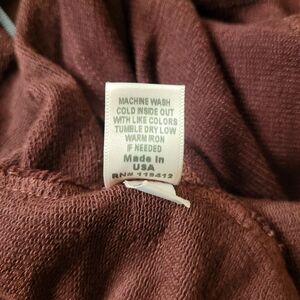 MACHINE WASH
COLD INSIDE OUT
WITH LIKE COLORS
TUMBLE DRY LOW
WARM IRON
IF NEEDED
Made In
USA
RN# 118412